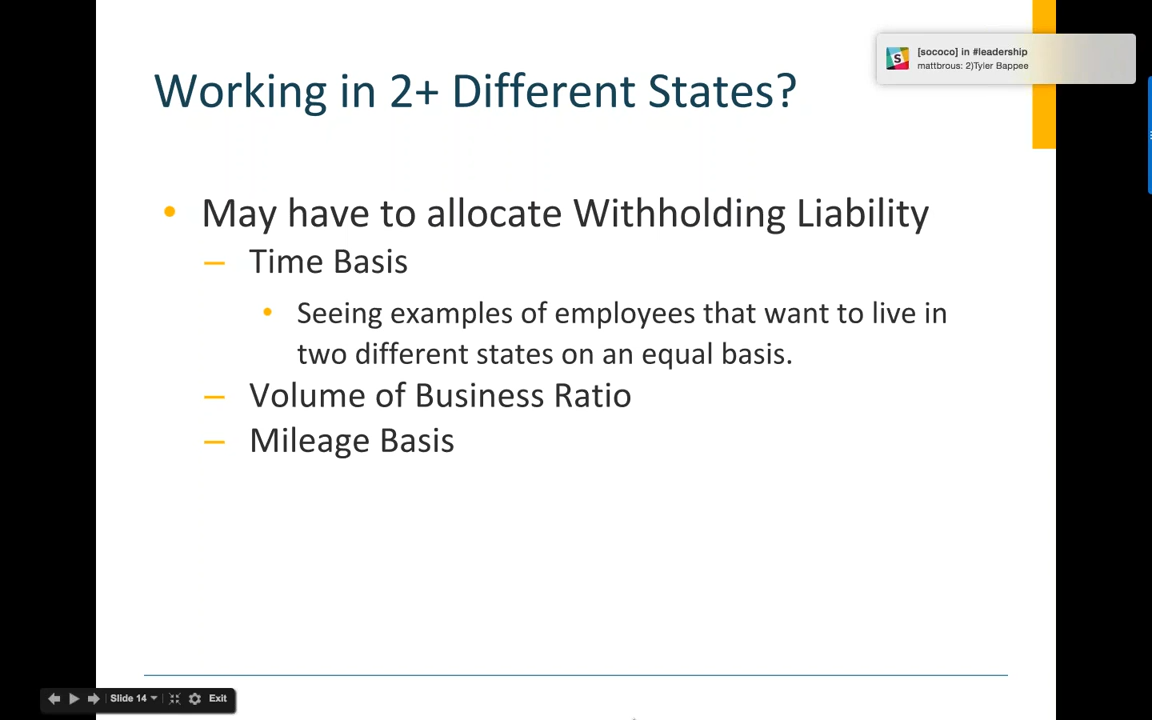 [sococo] in #leadership
mattbrous: 2)Tyler Bappee
Working in 2+ Different States?
• May have to allocate Withholding Liability
– Time Basis
• Seeing examples of employees that want to live in
two different states on an equal basis.
– Volume of Business Ratio
– Mileage Basis
Slide 14
Exit